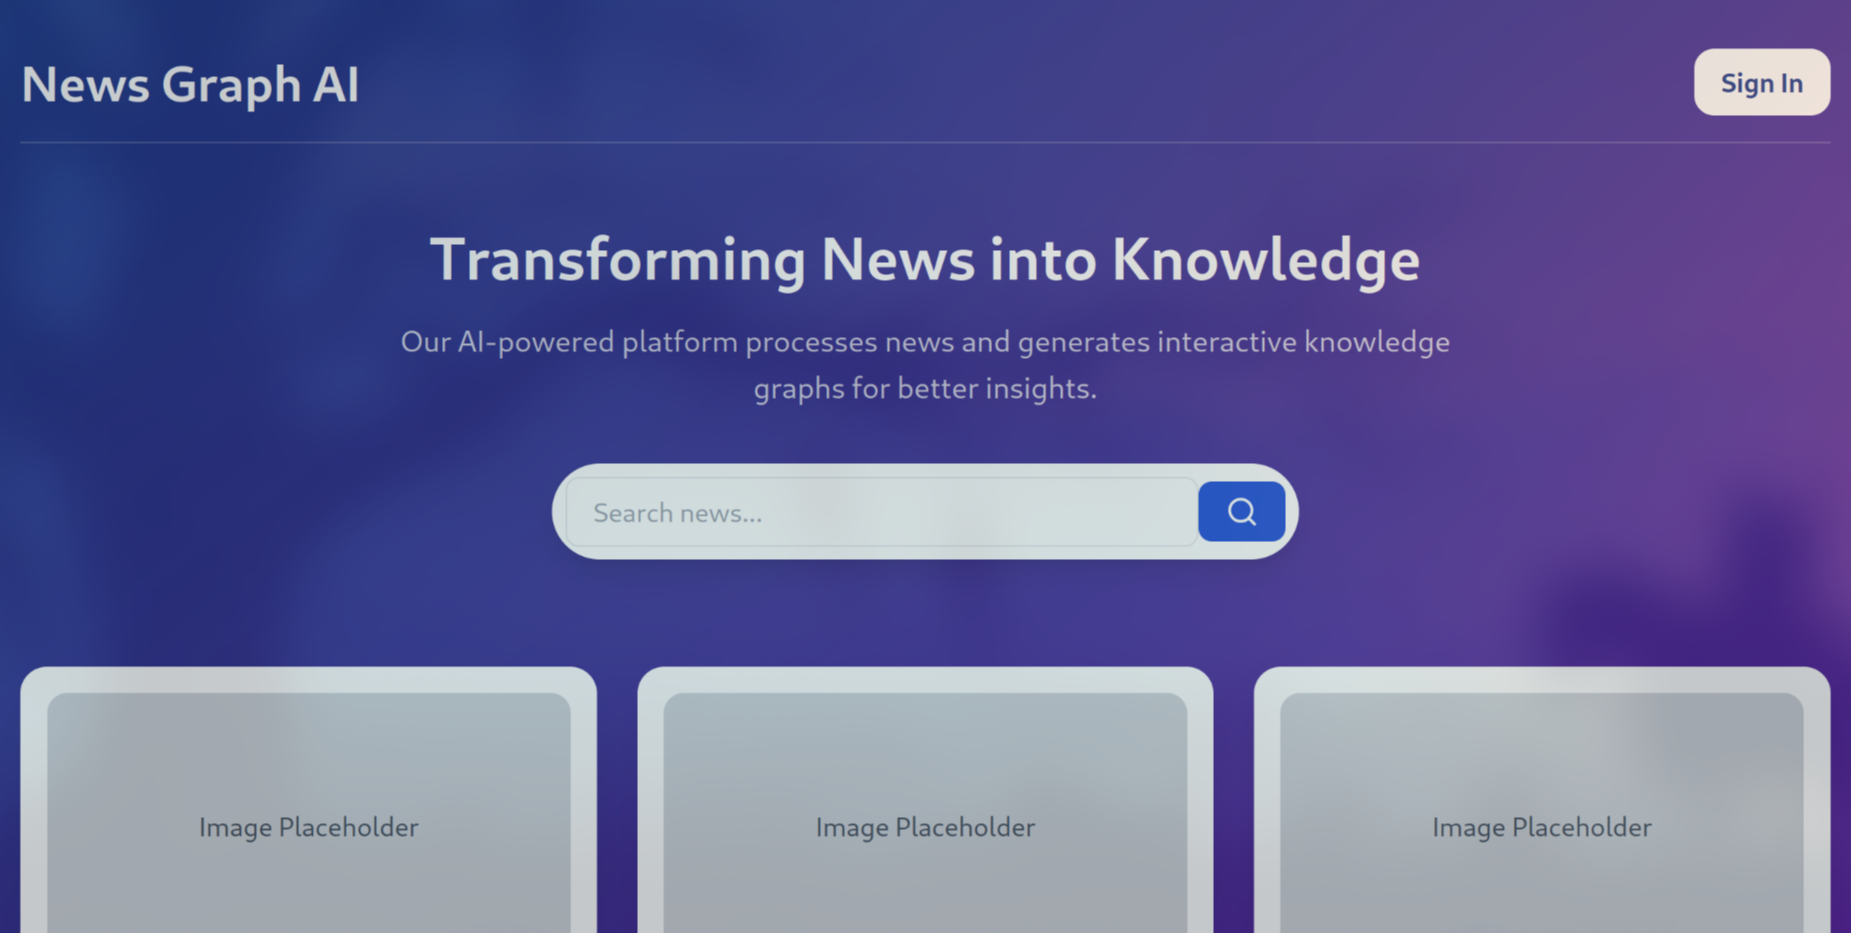 News Graph AI
Sign In
Transforming News into Knowledge
Our AI-powered platform processes news and generates interactive knowledge
graphs for better insights.
Search news...
Image Placeholder
Image Placeholder
Image Placeholder